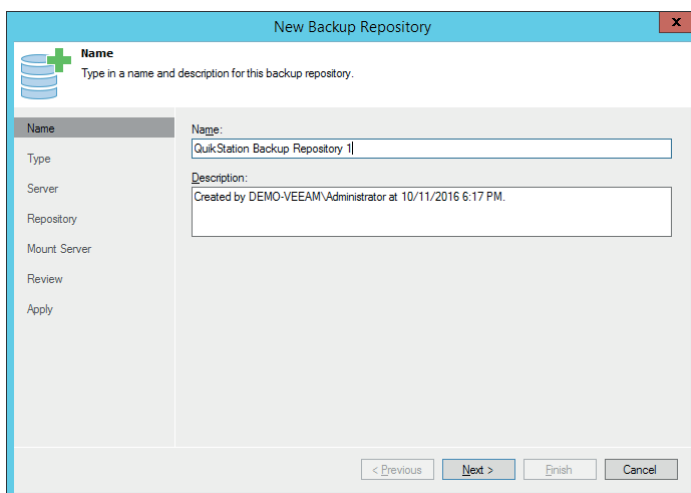 New Backup Repository
x
Name
Type in a name and description for this backup repository.
Name
Type
Server
Repository
Mount Server
Review
Apply
Name:
QuikStation Backup Repository 1
Description:
Created by DEMO-VEEAM\Administrator at 10/11/2016 6:17 PM.
< Previous
Next >
Finish
Cancel